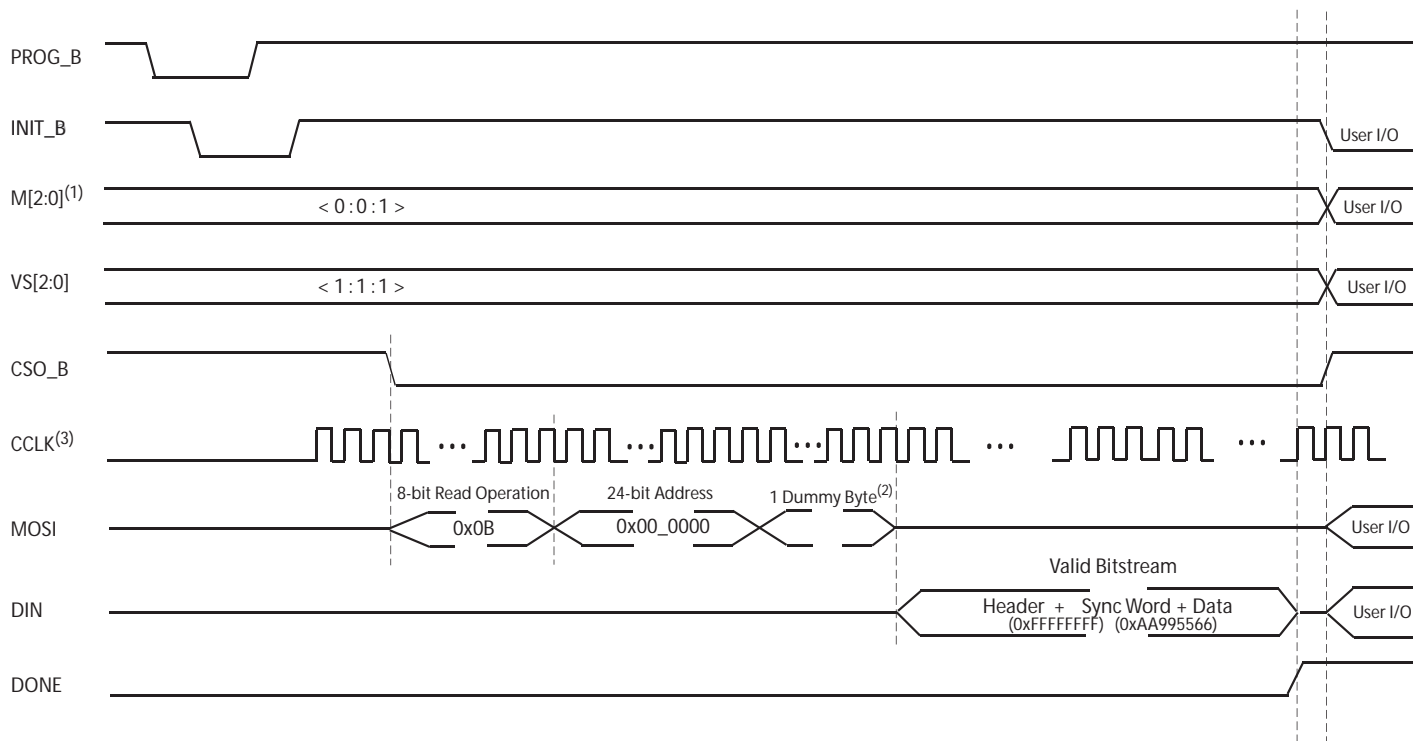 PROG_B
INIT_B
User I/O
M[2:0](1)
<0:0:1>
User I/O
VS[2:0]
<1:1:1>
User I/O
CSO_B
CCLK(3)
8-bit Read Operation
24-bit Address
1 Dummy Byte(2)
MOSI
0x0B
0x00_0000
User I/O
Valid Bitstream
DIN
Header + Sync Word + Data
(0xFFFFFFFF) (0xAA995566)
User I/O
DONE